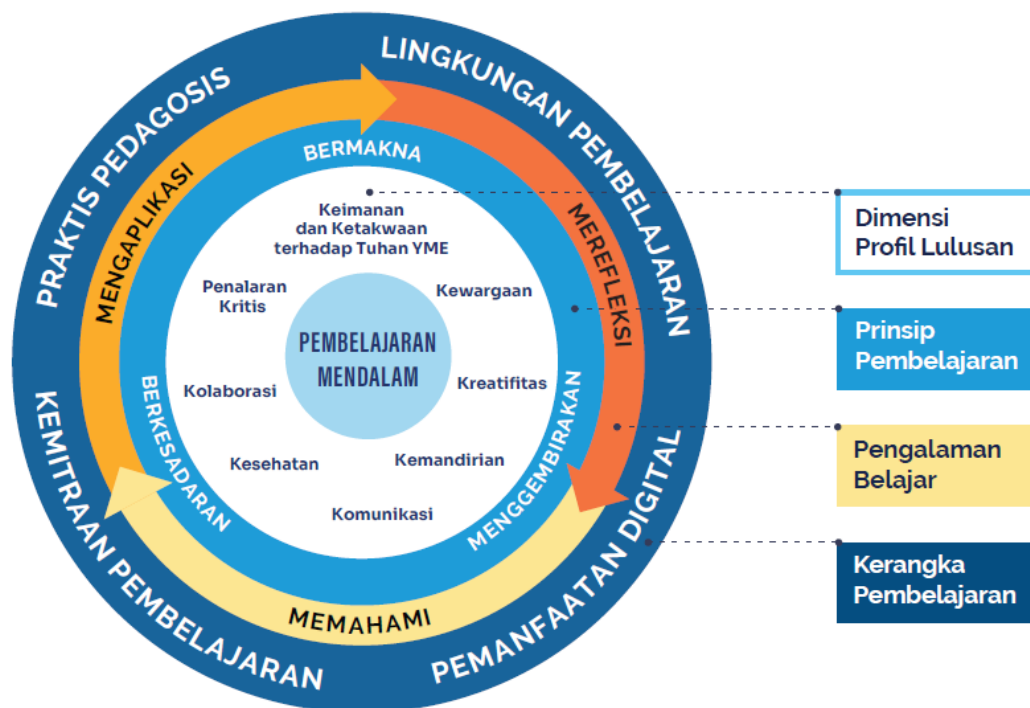 PRAKTIS PEDAGOSIS
LINGKUNGAN PEMBELAJARAN
KEMITRAAN PEMBELAJARAN
PEMANFAATAN DIGITAL
MENGAPLIKASI
MEREFLEKSI
MEMAHAMI
BERMAKNA
BERKESADARAN
MENGGEMBIRAKAN
Keimanan
dan Ketakwaan
terhadap Tuhan YME
Penalaran
Kritis
Kewargaan
Kolaborasi
Kreatifitas
Kesehatan
Kemandirian
Komunikasi
PEMBELAJARAN
MENDALAM
Dimensi
Profil Lulusan
Prinsip
Pembelajaran
Pengalaman
Belajar
Kerangka
Pembelajaran